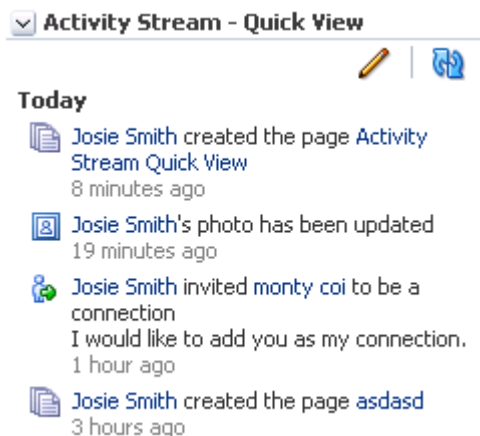 Activity Stream - Quick View
Today
Josie Smith created the page Activity
Stream Quick View
8 minutes ago
Josie Smith's photo has been updated
19 minutes ago
Josie Smith invited monty coi to be a
connection
I would like to add you as my connection.
1 hour ago
Josie Smith created the page asdasd
3 hours ago